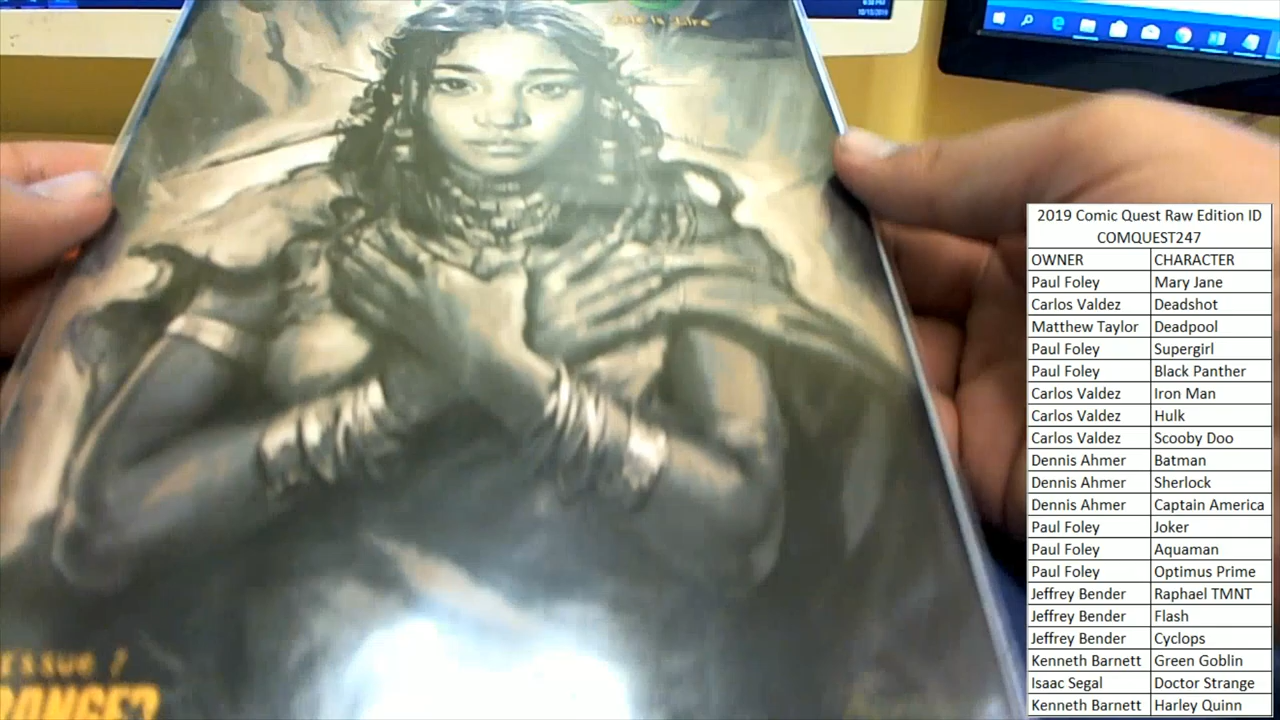 10/15/2019
2019 Comic Quest Raw Edition ID
COMQUEST247
OWNER CHARACTER
Paul Foley Mary Jane
Carlos Valdez Deadshot
Matthew Taylor Deadpool
Paul Foley Supergirl
Paul Foley Black Panther
Carlos Valdez Iron Man
Carlos Valdez Hulk
Carlos Valdez Scooby Doo
Dennis Ahmer Batman
Dennis Ahmer Sherlock
Dennis Ahmer Captain America
Paul Foley Joker
Paul Foley Aquaman
Paul Foley Optimus Prime
Jeffrey Bender Raphael TMNT
Jeffrey Bender Flash
Jeffrey Bender Cyclops
Kenneth Barnett Green Goblin
Isaac Segal Doctor Strange
Kenneth Barnett Harley Quinn